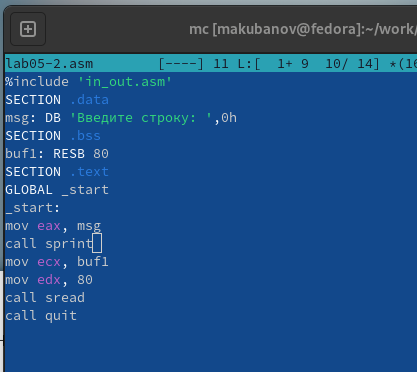 mc [makubanov@fedora]:~/work/
lab05-2.asm [----] 11 L:[ 1+ 9 10/ 14] *(16
%include 'in_out.asm'
SECTION .data
msg: DB 'Введите строку: ',0h
SECTION .bss
buf1: RESB 80
SECTION .text
GLOBAL _start
_start:
mov eax, msg
call sprint
mov ecx, buf1
mov edx, 80
call sread
call quit